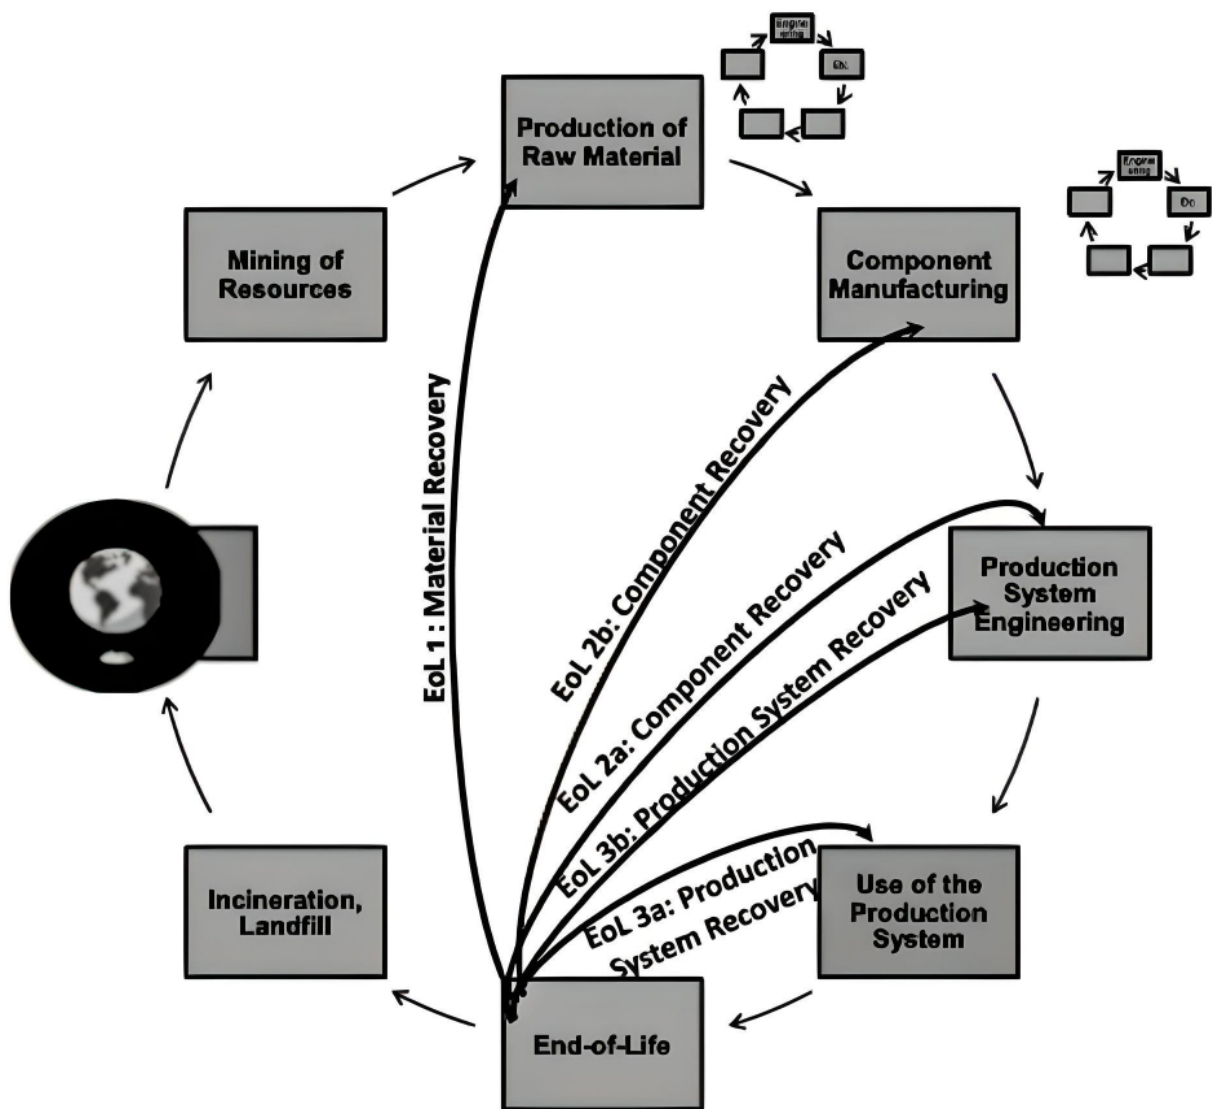 Production of
Raw Material
Mining of
Resources
Component
Manufacturing
EoL 1 : Material Recovery
EoL 2b: Component Recovery
EoL 2a: Component Recovery
EoL 3b: Production System Recovery
EoL 3a: Production
System Recovery
Production
System
Engineering
Use of the
Production
System
Incineration,
Landfill
End-of-Life